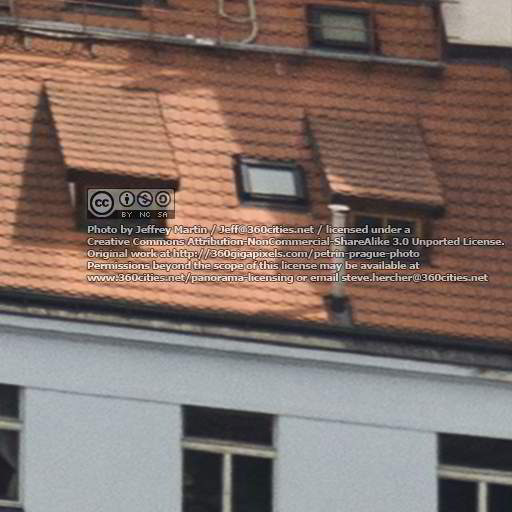 cc
BY NC SA
Photo by Jeffrey Martin / Jeff@360cities.net / licensed under a
Creative Commons Attribution-NonCommercial-ShareAlike 3.0 Unported License.
Original work at http://360gigapixels.com/petrin-prague-photo
Permissions beyond the scope of this license may be available at
www.360cities.net/panorama-licensing or email steve.hercher@360cities.net